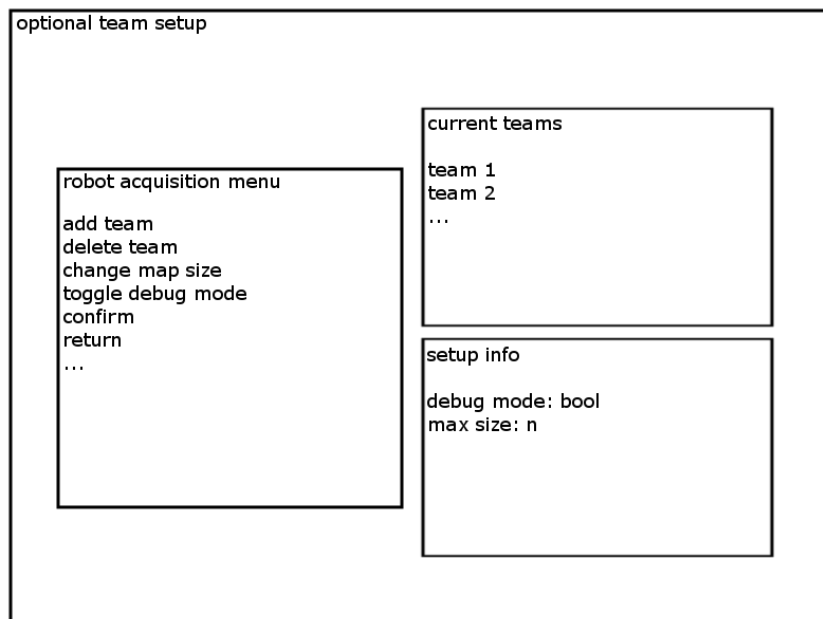 optional team setup
robot acquisition menu
add team
delete team
change map size
toggle debug mode
confirm
return
...
current teams
team 1
team 2
...
setup info
debug mode: bool
max size: n